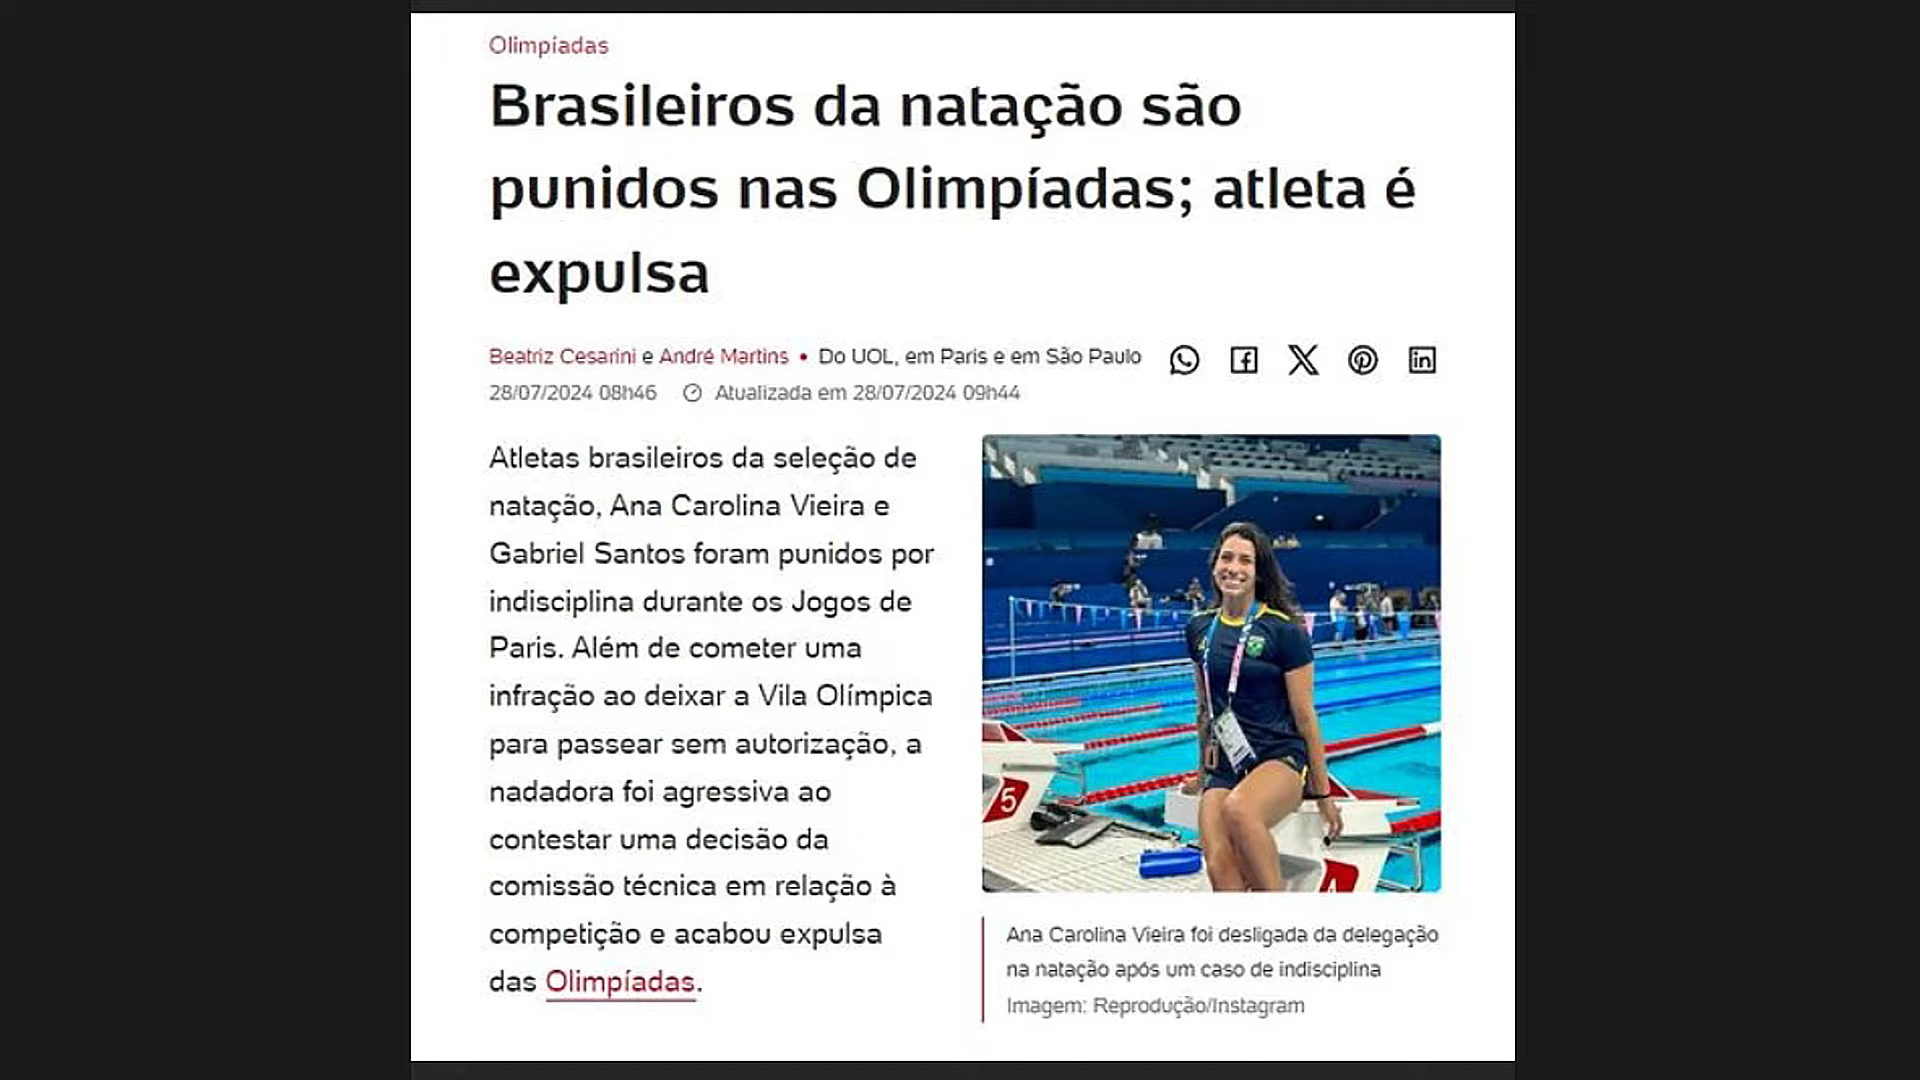 Olimpíadas
Brasileiros da natação são
punidos nas Olimpíadas; atleta é
expulsa
Beatriz Cesarini e André Martins • Do UOL, em Paris e em São Paulo
28/07/2024 08h46 Atualizada em 28/07/2024 09h44
Atletas brasileiros da seleção de
natação, Ana Carolina Vieira e
Gabriel Santos foram punidos por
indisciplina durante os Jogos de
Paris. Além de cometer uma
infração ao deixar a Vila Olímpica
para passear sem autorização, a
nadadora foi agressiva ao
contestar uma decisão da
comissão técnica em relação à
competição e acabou expulsa
das Olimpíadas.
5
4
Ana Carolina Vieira foi desligada da delegação
na natação após um caso de indisciplina
Imagem: Reprodução/Instagram